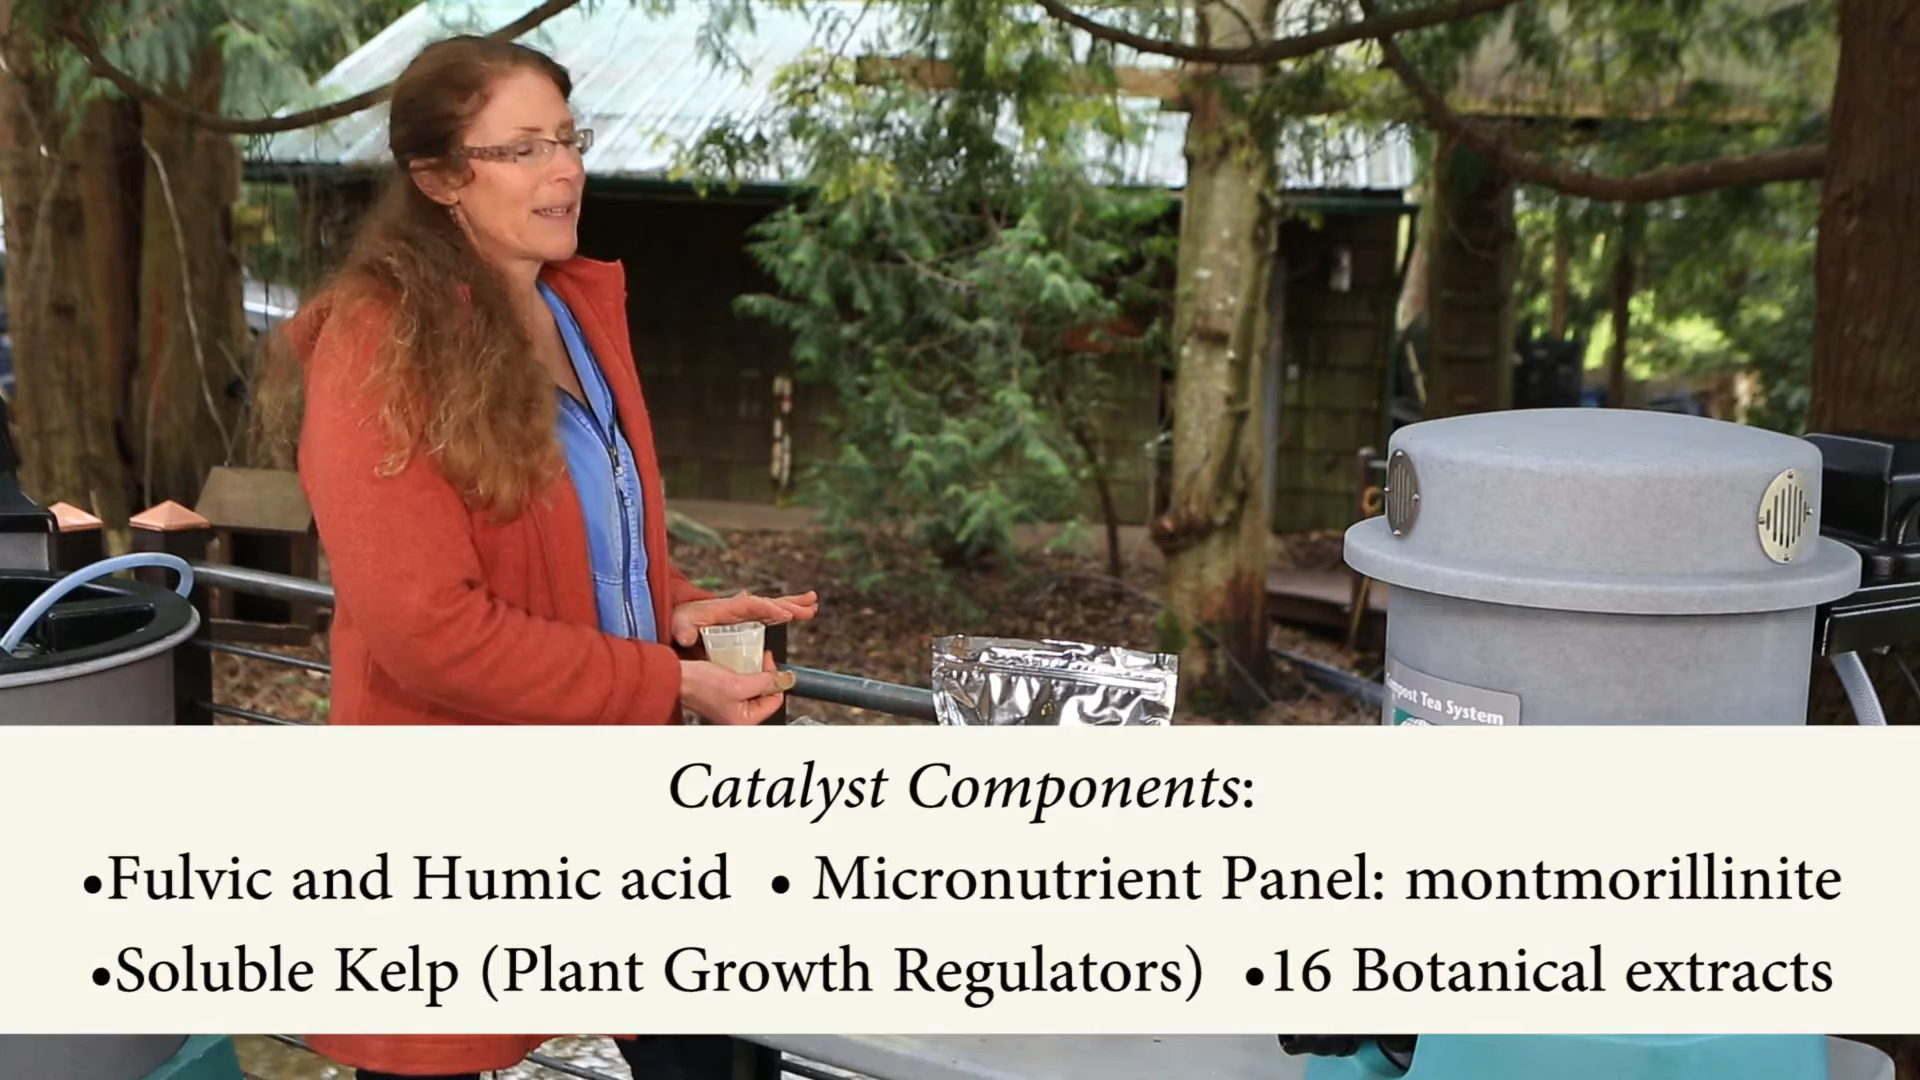 Compost Tea System
Catalyst Components:
•Fulvic and Humic acid • Micronutrient Panel: montmorillinite
•Soluble Kelp (Plant Growth Regulators) •16 Botanical extracts